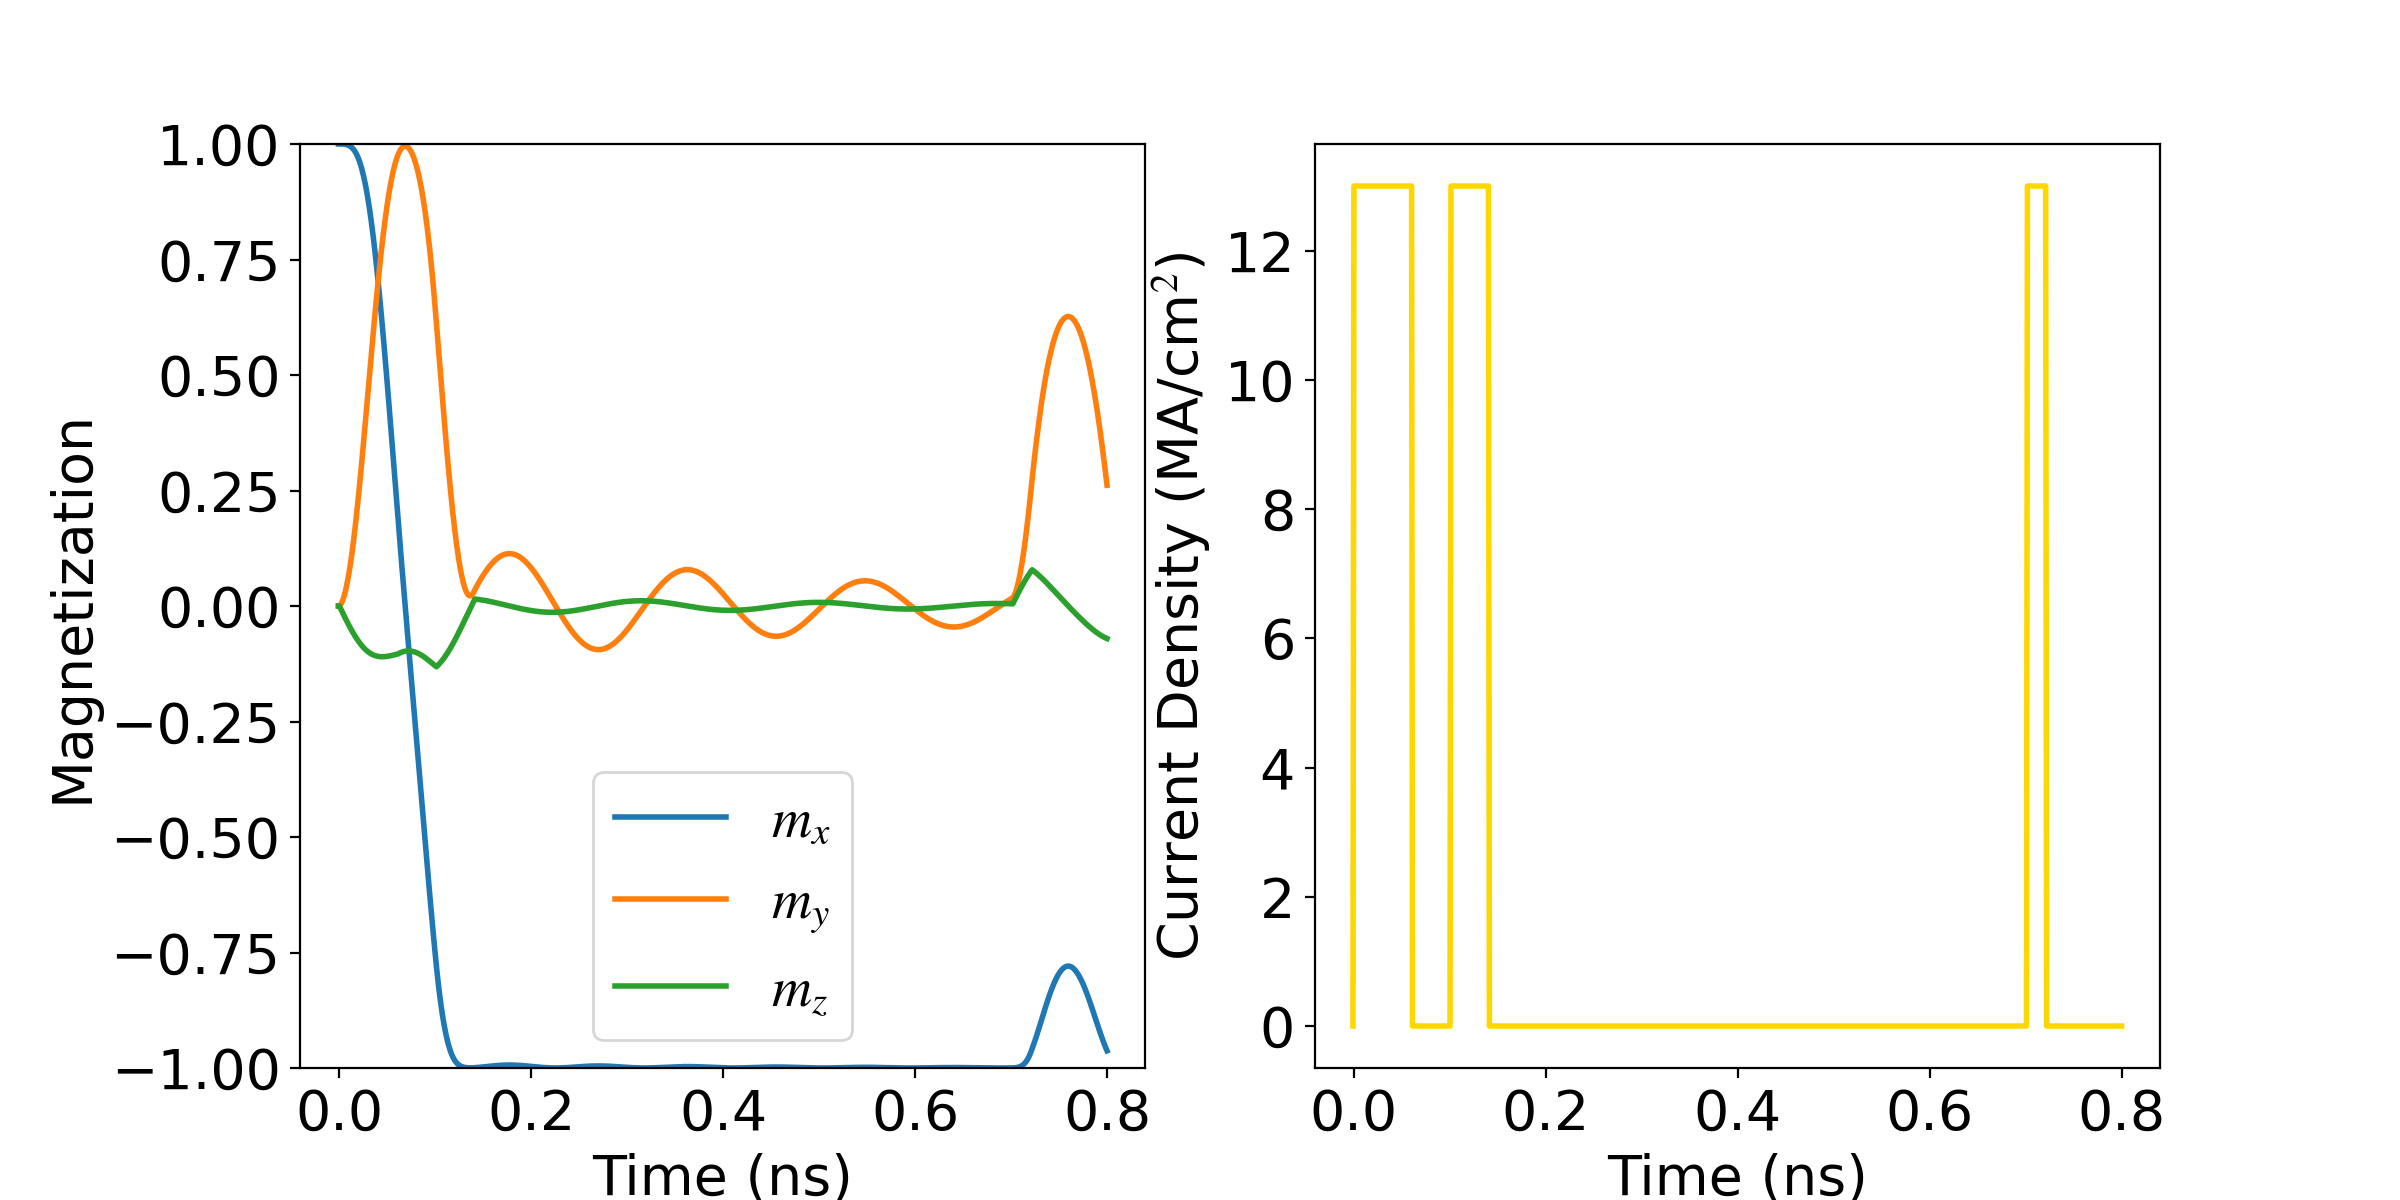 1.00
0.75
0.50
0.25
0.00
−0.25
−0.50
−0.75
−1.00
Magnetization
0.0 0.2 0.4 0.6 0.8
Time (ns)
m_x
m_y
m_z
12
10
8
6
4
2
0
Current Density (MA/cm²)
0.0 0.2 0.4 0.6 0.8
Time (ns)